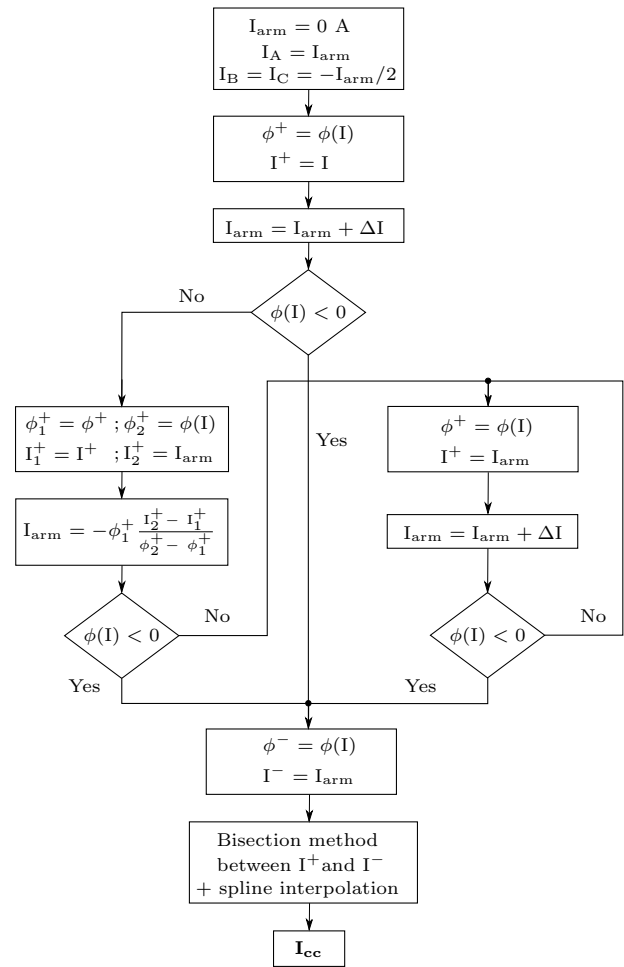 I_arm = 0 A
I_A = I_arm
I_B = I_C = −I_arm/2
ϕ⁺ = ϕ(I)
I⁺ = I
I_arm = I_arm + ΔI
ϕ(I) < 0
No
Yes
ϕ₁⁺ = ϕ⁺ ; ϕ₂⁺ = ϕ(I)
I₁⁺ = I⁺ ; I₂⁺ = I_arm
I_arm = −ϕ₁⁺ (I₂⁺ − I₁⁺)/(ϕ₂⁺ − ϕ₁⁺)
ϕ(I) < 0
No
Yes
ϕ⁺ = ϕ(I)
I⁺ = I_arm
I_arm = I_arm + ΔI
ϕ(I) < 0
No
Yes
ϕ⁻ = ϕ(I)
I⁻ = I_arm
Bisection method
between I⁺ and I⁻
+ spline interpolation
I_cc